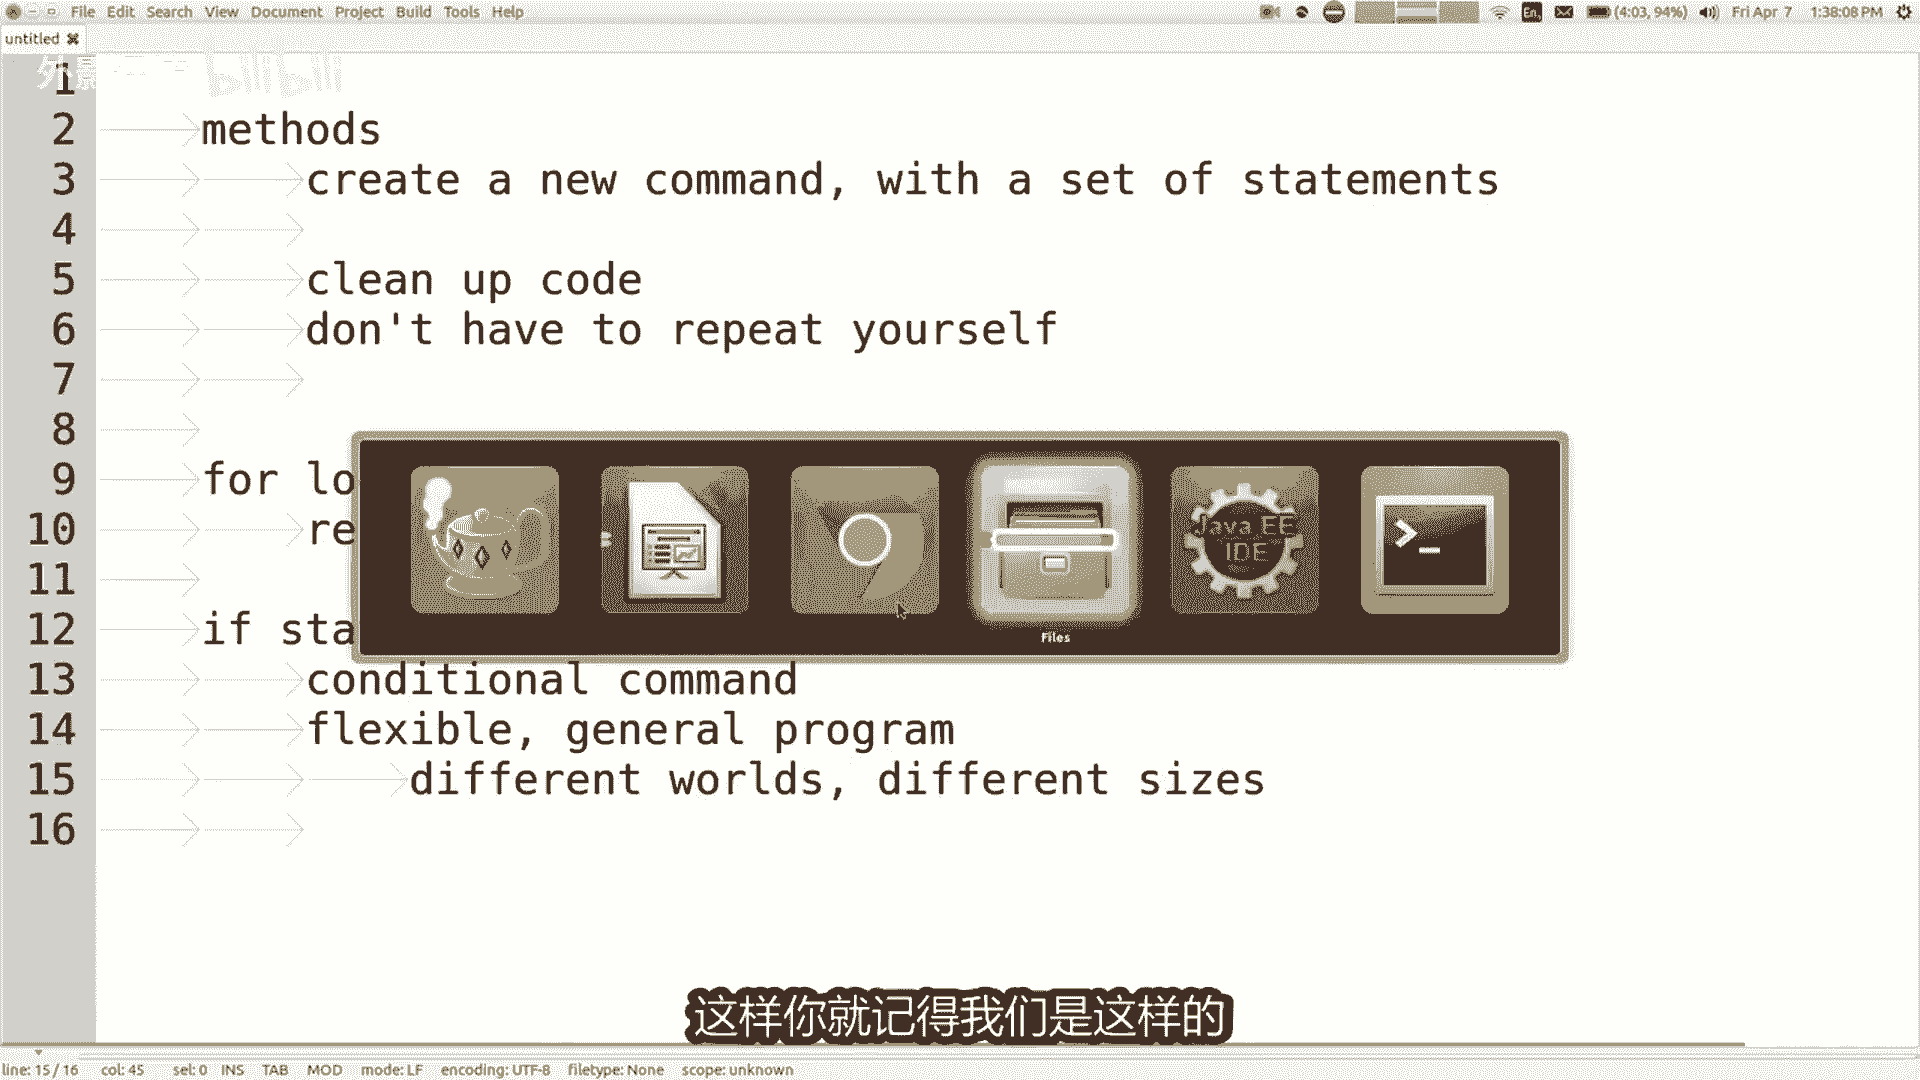 File Edit Search View Document Project Build Tools Help
En (4:03, 94%) Fri Apr 7 1:38:08 PM
untitled
外影 bilibili
1
2 methods
3 create a new command, with a set of statements
4
5 clean up code
6 don't have to repeat yourself
7
8
9 for lo
10 re
11
12 if sta
Java EE
IDE
>_
Files
13 conditional command
14 flexible, general program
15 different worlds, different sizes
16
这样你就记得我们是这样的
line: 15 / 16 col: 45 sel: 0 INS TAB MOD mode: LF encoding: UTF-8 filetype: None scope: unknown